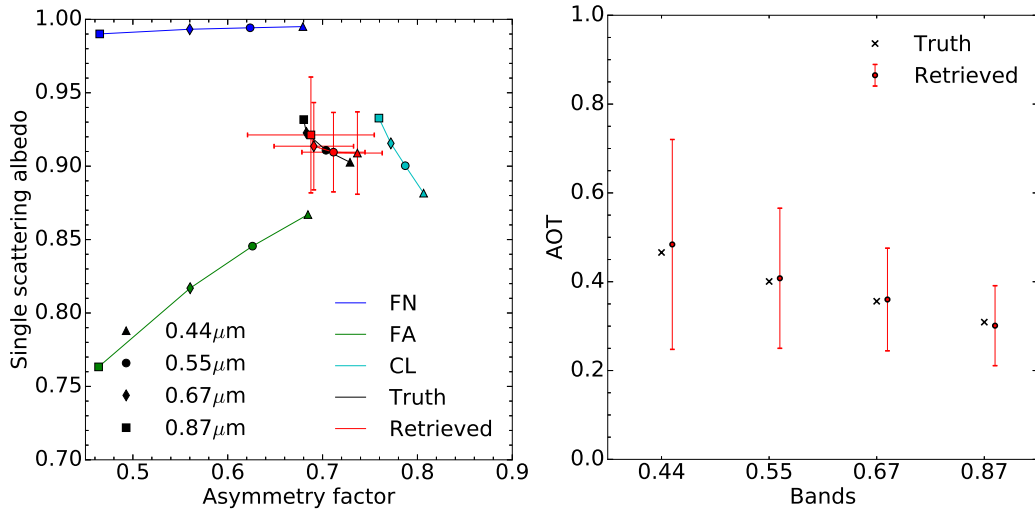 1.00
0.95
0.90
0.85
0.80
0.75
0.70
Single scattering albedo
0.5 0.6 0.7 0.8 0.9
Asymmetry factor
0.44μm
0.55μm
0.67μm
0.87μm
FN
FA
CL
Truth
Retrieved
1.0
0.8
0.6
0.4
0.2
0.0
AOT
0.44 0.55 0.67 0.87
Bands
Truth
Retrieved